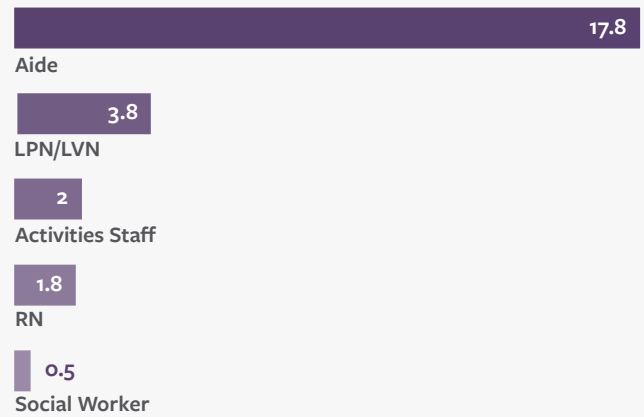 17.8
Aide
3.8
LPN/LVN
2
Activities Staff
1.8
RN
0.5
Social Worker